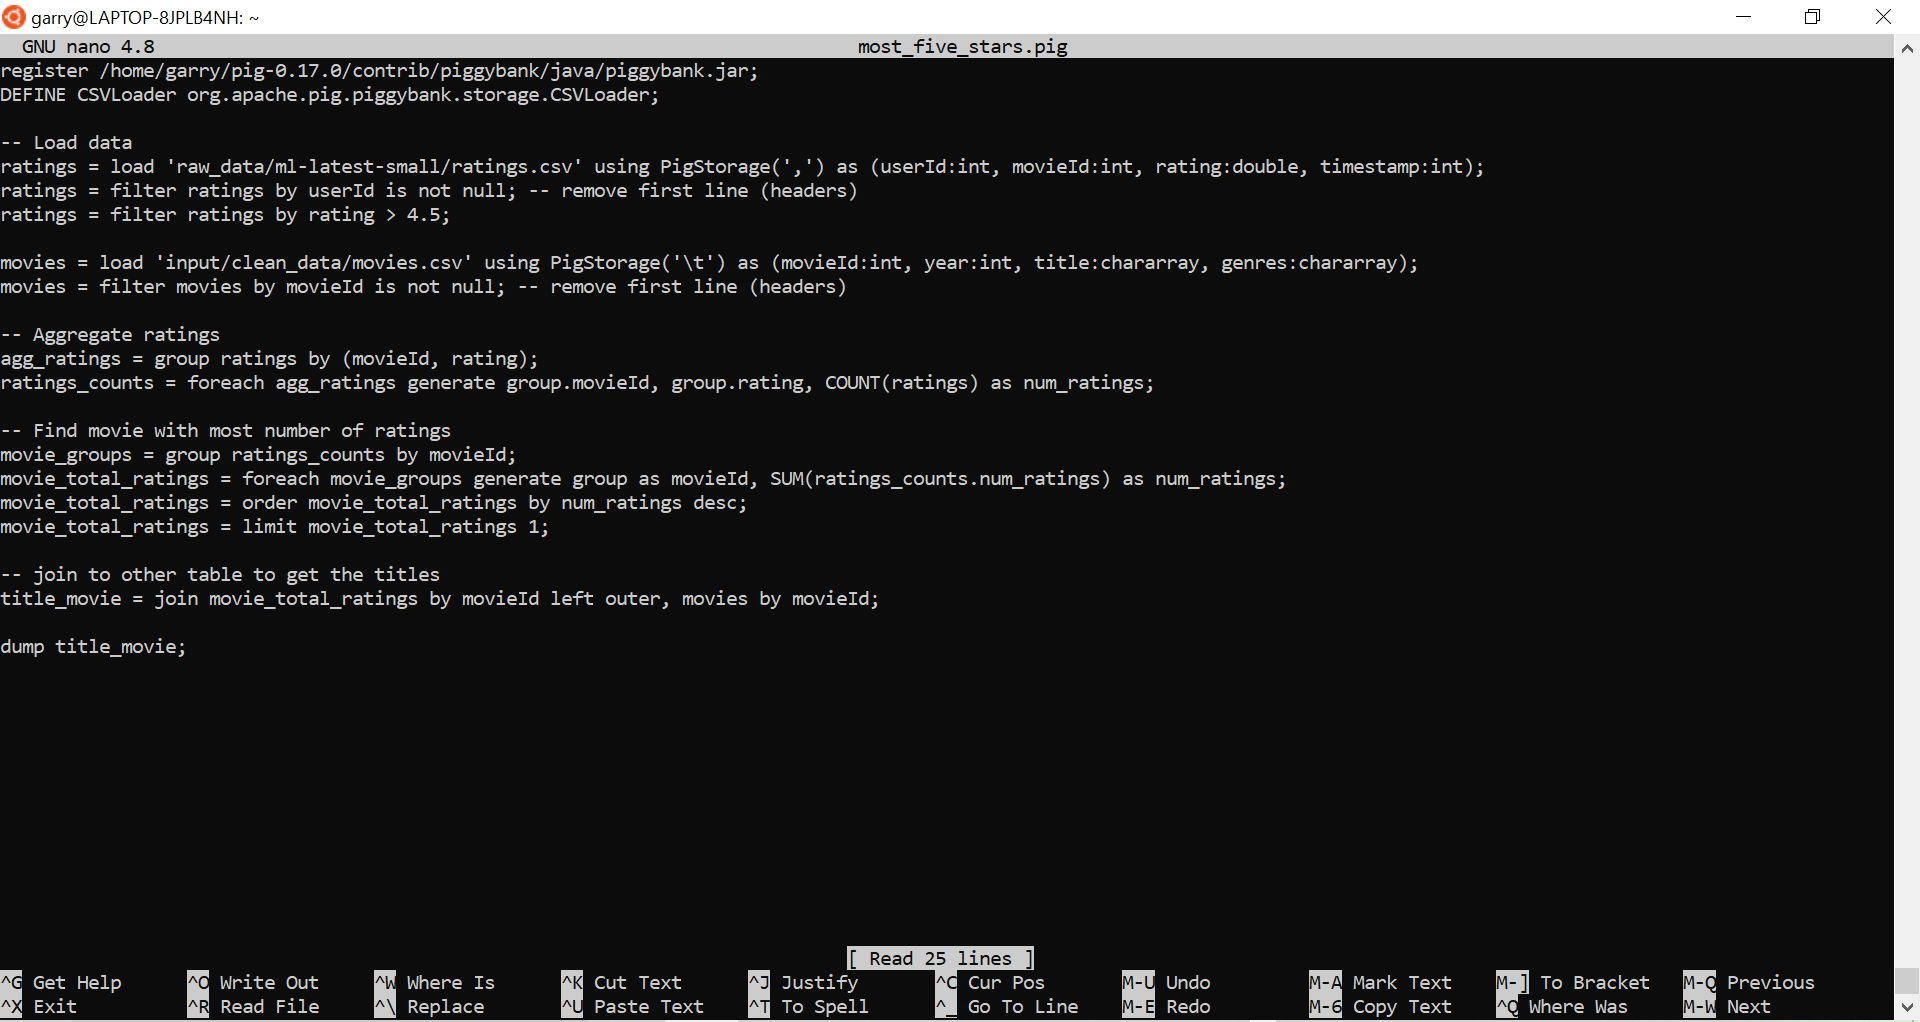 garry@LAPTOP-8JPLB4NH: ~
GNU nano 4.8 most_five_stars.pig
register /home/garry/pig-0.17.0/contrib/piggybank/java/piggybank.jar;
DEFINE CSVLoader org.apache.pig.piggybank.storage.CSVLoader;
-- Load data
ratings = load 'raw_data/ml-latest-small/ratings.csv' using PigStorage(',') as (userId:int, movieId:int, rating:double, timestamp:int);
ratings = filter ratings by userId is not null; -- remove first line (headers)
ratings = filter ratings by rating > 4.5;
movies = load 'input/clean_data/movies.csv' using PigStorage('\t') as (movieId:int, year:int, title:chararray, genres:chararray);
movies = filter movies by movieId is not null; -- remove first line (headers)
-- Aggregate ratings
agg_ratings = group ratings by (movieId, rating);
ratings_counts = foreach agg_ratings generate group.movieId, group.rating, COUNT(ratings) as num_ratings;
-- Find movie with most number of ratings
movie_groups = group ratings_counts by movieId;
movie_total_ratings = foreach movie_groups generate group as movieId, SUM(ratings_counts.num_ratings) as num_ratings;
movie_total_ratings = order movie_total_ratings by num_ratings desc;
movie_total_ratings = limit movie_total_ratings 1;
-- join to other table to get the titles
title_movie = join movie_total_ratings by movieId left outer, movies by movieId;
dump title_movie;
[ Read 25 lines ]
^G Get Help ^O Write Out ^W Where Is ^K Cut Text ^J Justify ^C Cur Pos M-U Undo M-A Mark Text M-] To Bracket M-Q Previous
^X Exit ^R Read File ^\ Replace ^U Paste Text ^T To Spell ^_ Go To Line M-E Redo M-6 Copy Text ^Q Where Was M-W Next